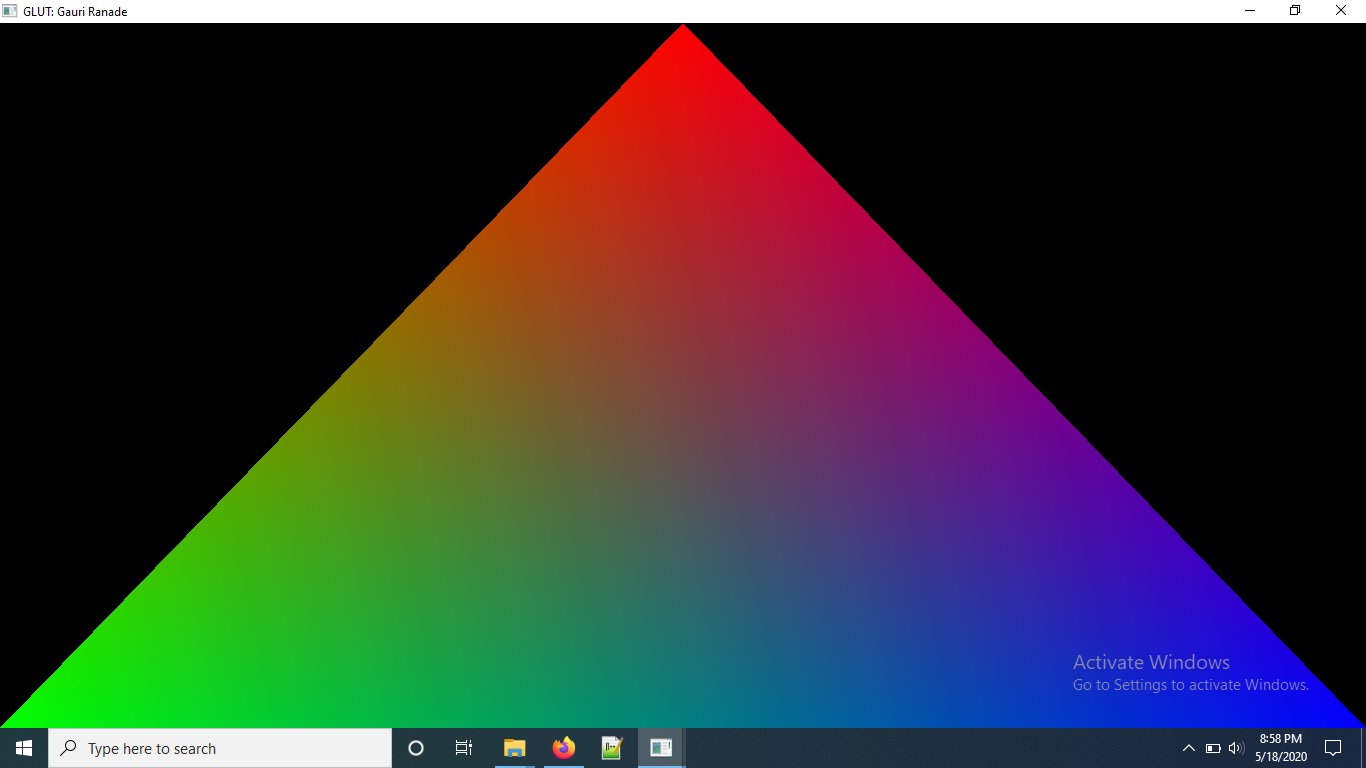 GLUT: Gauri Ranade
Activate Windows
Go to Settings to activate Windows.
Type here to search
8:58 PM
5/18/2020